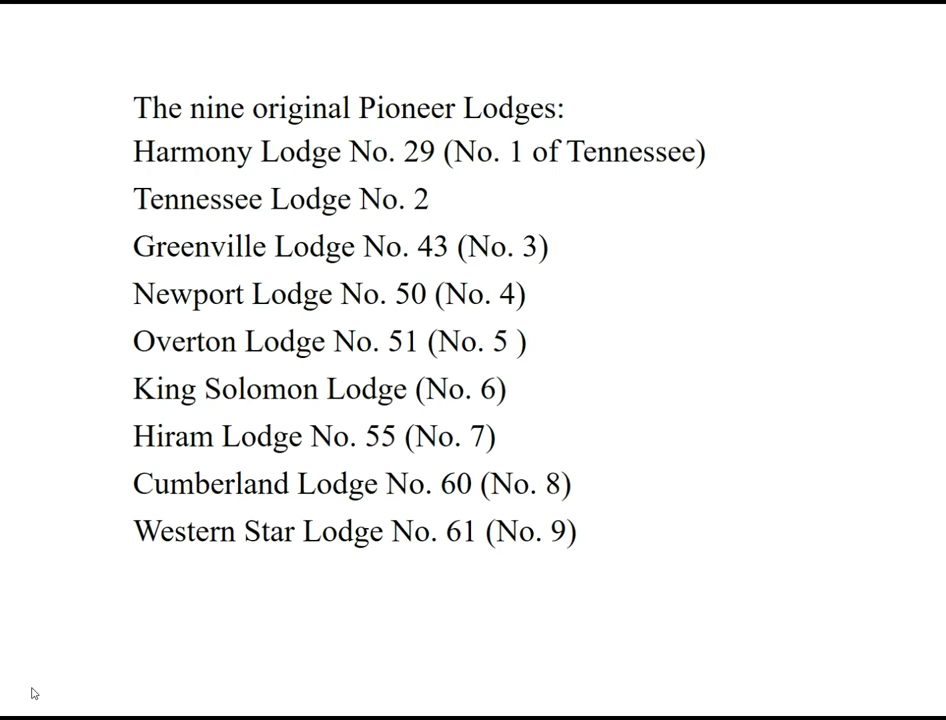 The nine original Pioneer Lodges:
Harmony Lodge No. 29 (No. 1 of Tennessee)
Tennessee Lodge No. 2
Greenville Lodge No. 43 (No. 3)
Newport Lodge No. 50 (No. 4)
Overton Lodge No. 51 (No. 5 )
King Solomon Lodge (No. 6)
Hiram Lodge No. 55 (No. 7)
Cumberland Lodge No. 60 (No. 8)
Western Star Lodge No. 61 (No. 9)